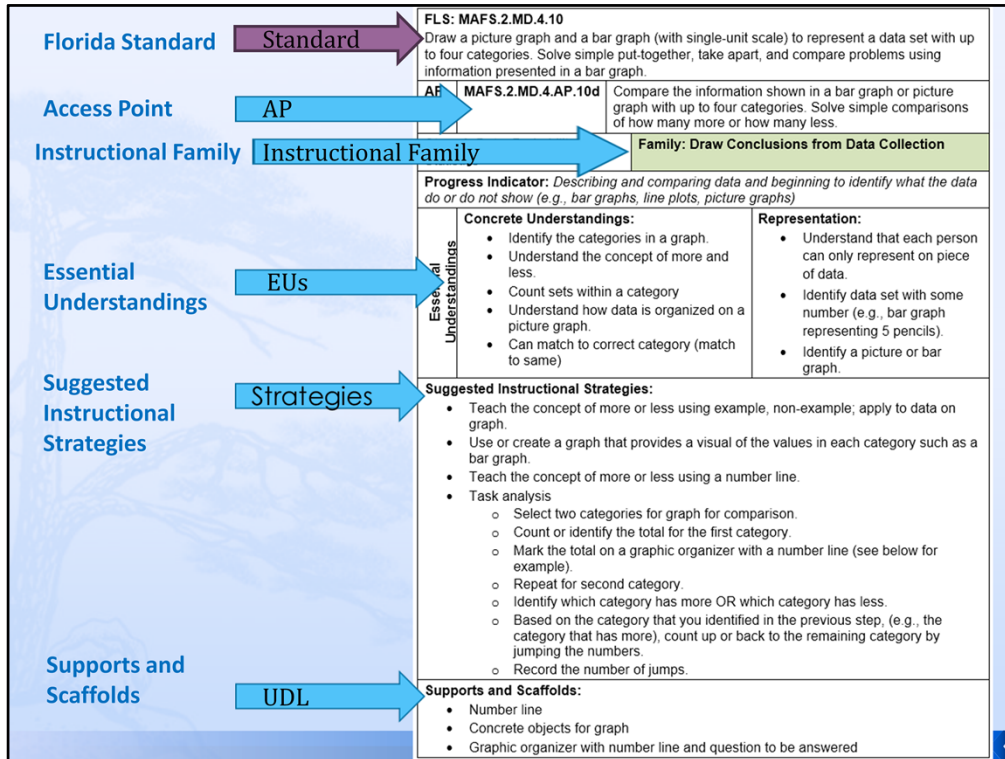 Florida Standard
Standard
FLS: MAFS.2.MD.4.10
Draw a picture graph and a bar graph (with single-unit scale) to represent a data set with up
to four categories. Solve simple put-together, take apart, and compare problems using
information presented in a bar graph.
Access Point
AP
MAFS.2.MD.4.AP.10d
Compare the information shown in a bar graph or picture
graph with up to four categories. Solve simple comparisons
of how many more or how many less.
Instructional Family
Instructional Family
Family: Draw Conclusions from Data Collection
Progress Indicator: Describing and comparing data and beginning to identify what the data
do or do not show (e.g., bar graphs, line plots, picture graphs)
Essential
Understandings
EUs
Essential
Understandings
Concrete Understandings:
• Identify the categories in a graph.
• Understand the concept of more and
less.
• Count sets within a category
• Understand how data is organized on a
picture graph.
• Can match to correct category (match
to same)
Representation:
• Understand that each person
can only represent on piece
of data.
• Identify data set with some
number (e.g., bar graph
representing 5 pencils).
• Identify a picture or bar
graph.
Suggested
Instructional
Strategies
Strategies
Suggested Instructional Strategies:
• Teach the concept of more or less using example, non-example; apply to data on
graph.
• Use or create a graph that provides a visual of the values in each category such as a
bar graph.
• Teach the concept of more or less using a number line.
• Task analysis
o Select two categories for graph for comparison.
o Count or identify the total for the first category.
o Mark the total on a graphic organizer with a number line (see below for
example).
o Repeat for second category.
o Identify which category has more OR which category has less.
o Based on the category that you identified in the previous step, (e.g., the
category that has more), count up or back to the remaining category by
jumping the numbers.
o Record the number of jumps.
Supports and
Scaffolds
UDL
Supports and Scaffolds:
• Number line
• Concrete objects for graph
• Graphic organizer with number line and question to be answered